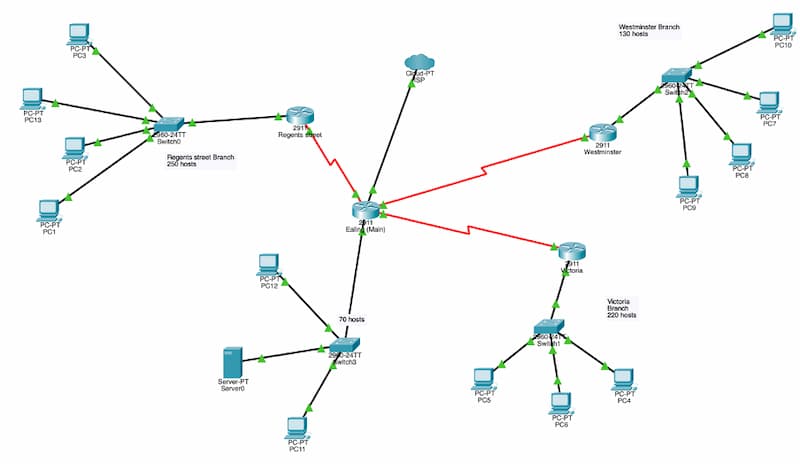 PC-PT
PC3
PC-PT
PC13
PC-PT
PC2
PC-PT
PC1
2960-24TT
Switch0
Regents street Branch
250 hosts
2911
Regents street
Cloud-PT
ISP
Westminster Branch
130 hosts
PC-PT
PC10
2960-24TT
Switch2
PC-PT
PC7
PC-PT
PC8
PC-PT
PC9
2911
Westminster
2911
Ealing (Main)
2911
Victoria
Victoria
Branch
220 hosts
2960-24TT
Switch1
PC-PT
PC5
PC-PT
PC6
PC-PT
PC4
PC-PT
PC12
70 hosts
2960-24TT
Switch3
Server-PT
Server0
PC-PT
PC11